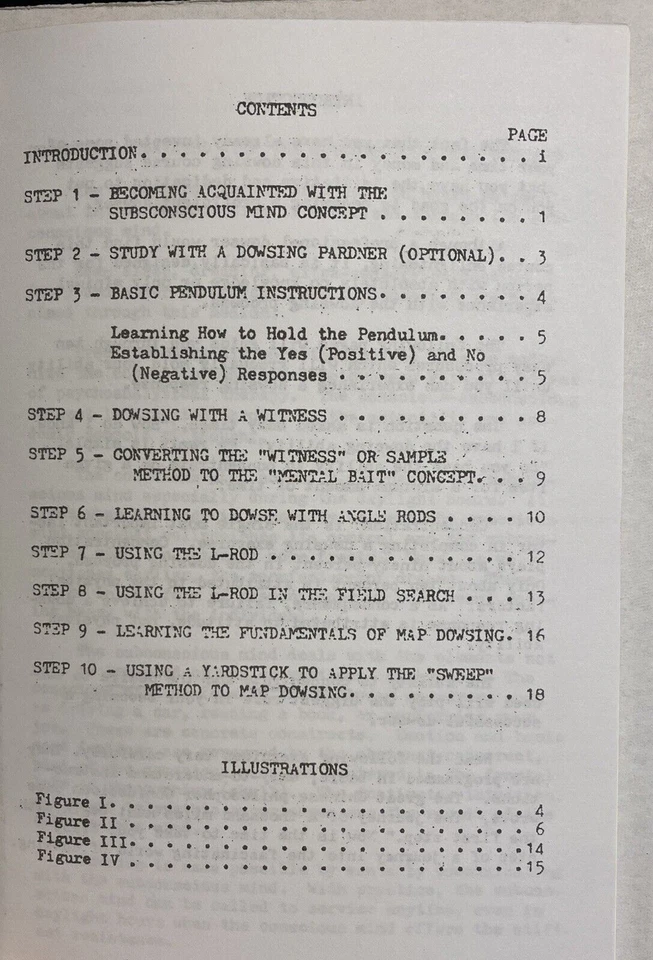 CONTENTS
PAGE
INTRODUCTION. . . . . . . . . . . . . . . . . . . . i
STEP 1 - BECOMING ACQUAINTED WITH THE
SUBSCONSCIOUS MIND CONCEPT . . . . . . . . 1
STEP 2 - STUDY WITH A DOWSING PARDNER (OPTIONAL). . 3
STEP 3 - BASIC PENDULUM INSTRUCTIONS. . . . . . . . 4
Learning How to Hold the Pendulum. . . . . 5
Establishing the Yes (Positive) and No
(Negative) Responses . . . . . . . . . . 5
STEP 4 - DOWSING WITH A WITNESS . . . . . . . . . . 8
STEP 5 - CONVERTING THE "WITNESS" OR SAMPLE
METHOD TO THE "MENTAL BAIT" CONCEPT. . . 9
STEP 6 - LEARNING TO DOWSE WITH ANGLE RODS . . . . 10
STEP 7 - USING THE L-ROD . . . . . . . . . . . . . 12
STEP 8 - USING THE L-ROD IN THE FIELD SEARCH . . . 13
STEP 9 - LEARNING THE FUNDAMENTALS OF MAP DOWSING. 16
STEP 10 - USING A YARDSTICK TO APPLY THE "SWEEP"
METHOD TO MAP DOWSING. . . . . . . . . 18
ILLUSTRATIONS
Figure I. . . . . . . . . . . . . . . . . . . . . 4
Figure II . . . . . . . . . . . . . . . . . . . . 6
Figure III. . . . . . . . . . . . . . . . . . . . 14
Figure IV . . . . . . . . . . . . . . . . . . . . 15